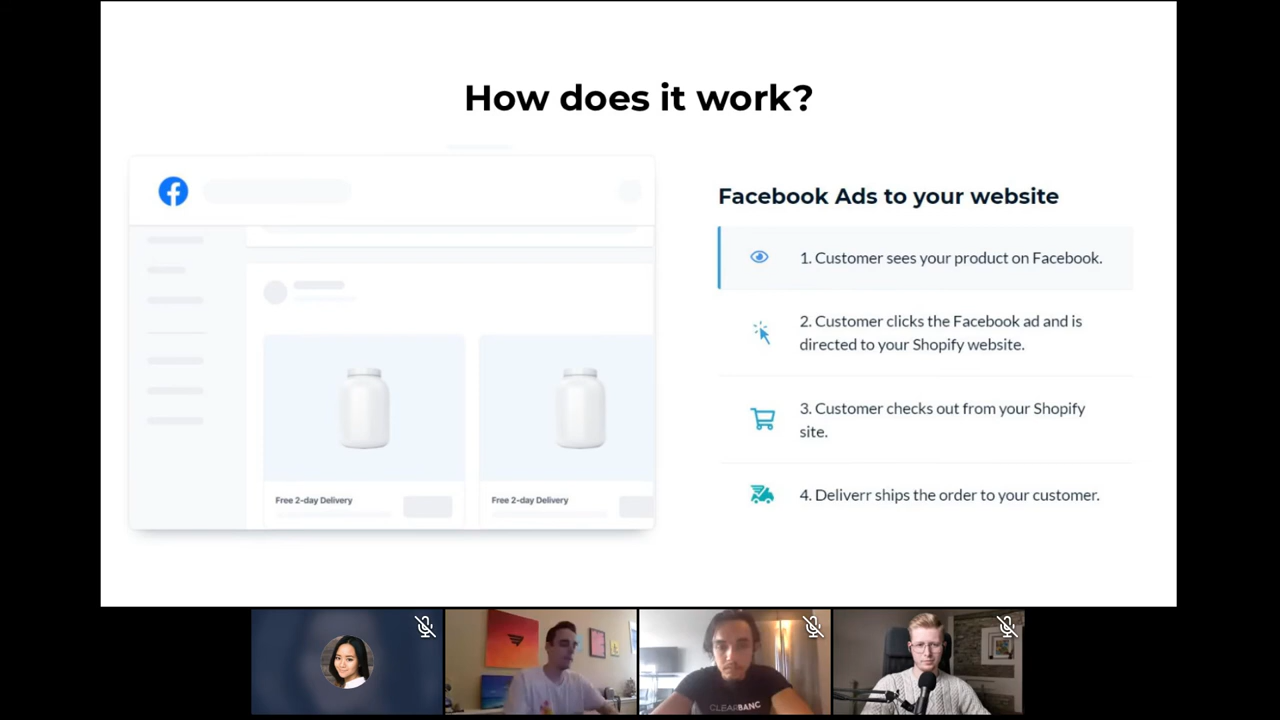 How does it work?
Facebook Ads to your website
1. Customer sees your product on Facebook.
2. Customer clicks the Facebook ad and is
directed to your Shopify website.
3. Customer checks out from your Shopify
site.
4. Deliverr ships the order to your customer.
Free 2-day Delivery
Free 2-day Delivery
CLEARBANC